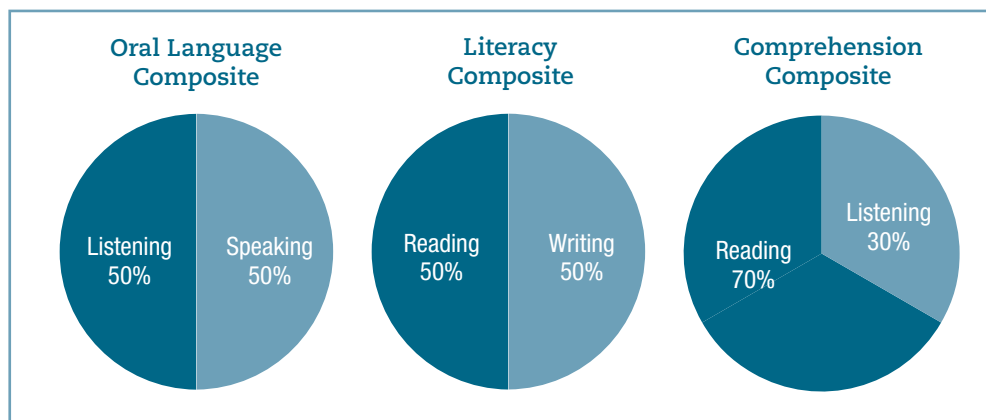 Oral Language
Composite
Listening
50%
Speaking
50%
Literacy
Composite
Reading
50%
Writing
50%
Comprehension
Composite
Reading
70%
Listening
30%